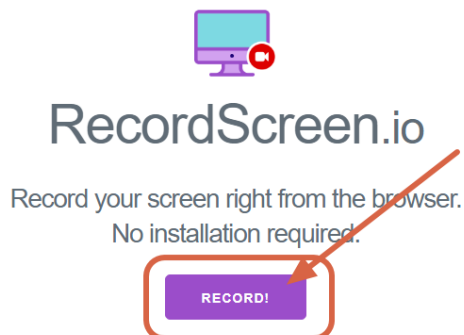 RecordScreen.io
Record your screen right from the browser.
No installation required.
RECORD!